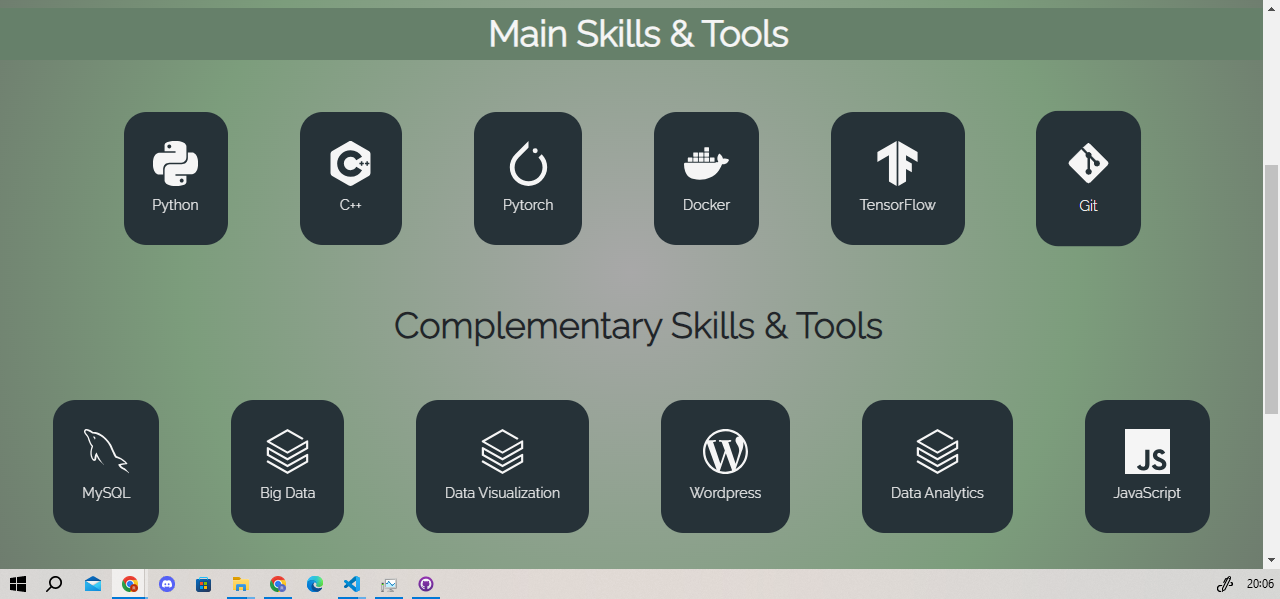 Main Skills & Tools
Python C++ Pytorch Docker TensorFlow Git
Complementary Skills & Tools
JS
MySQL Big Data Data Visualization Wordpress Data Analytics JavaScript
20:06